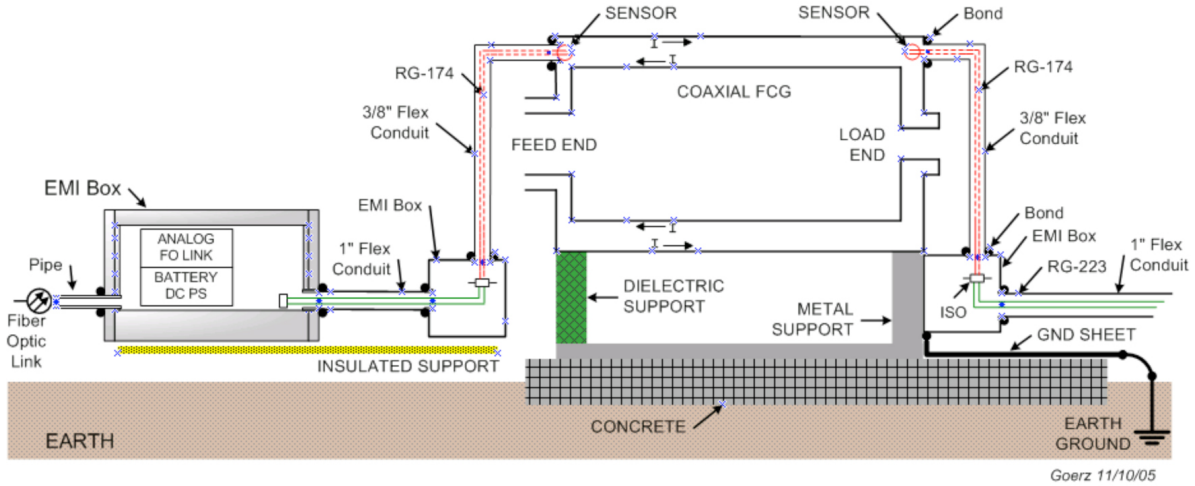 SENSOR
SENSOR
Bond
I
I
RG-174
COAXIAL FCG
RG-174
3/8" Flex
Conduit
3/8" Flex
Conduit
FEED END
LOAD
END
EMI Box
EMI Box
1" Flex
Conduit
I
I
Bond
EMI Box
1" Flex
Conduit
RG-223
ANALOG
FO LINK
BATTERY
DC PS
Pipe
Fiber
Optic
Link
DIELECTRIC
SUPPORT
METAL
SUPPORT
ISO
GND SHEET
INSULATED SUPPORT
CONCRETE
EARTH
EARTH
GROUND
Goerz 11/10/05